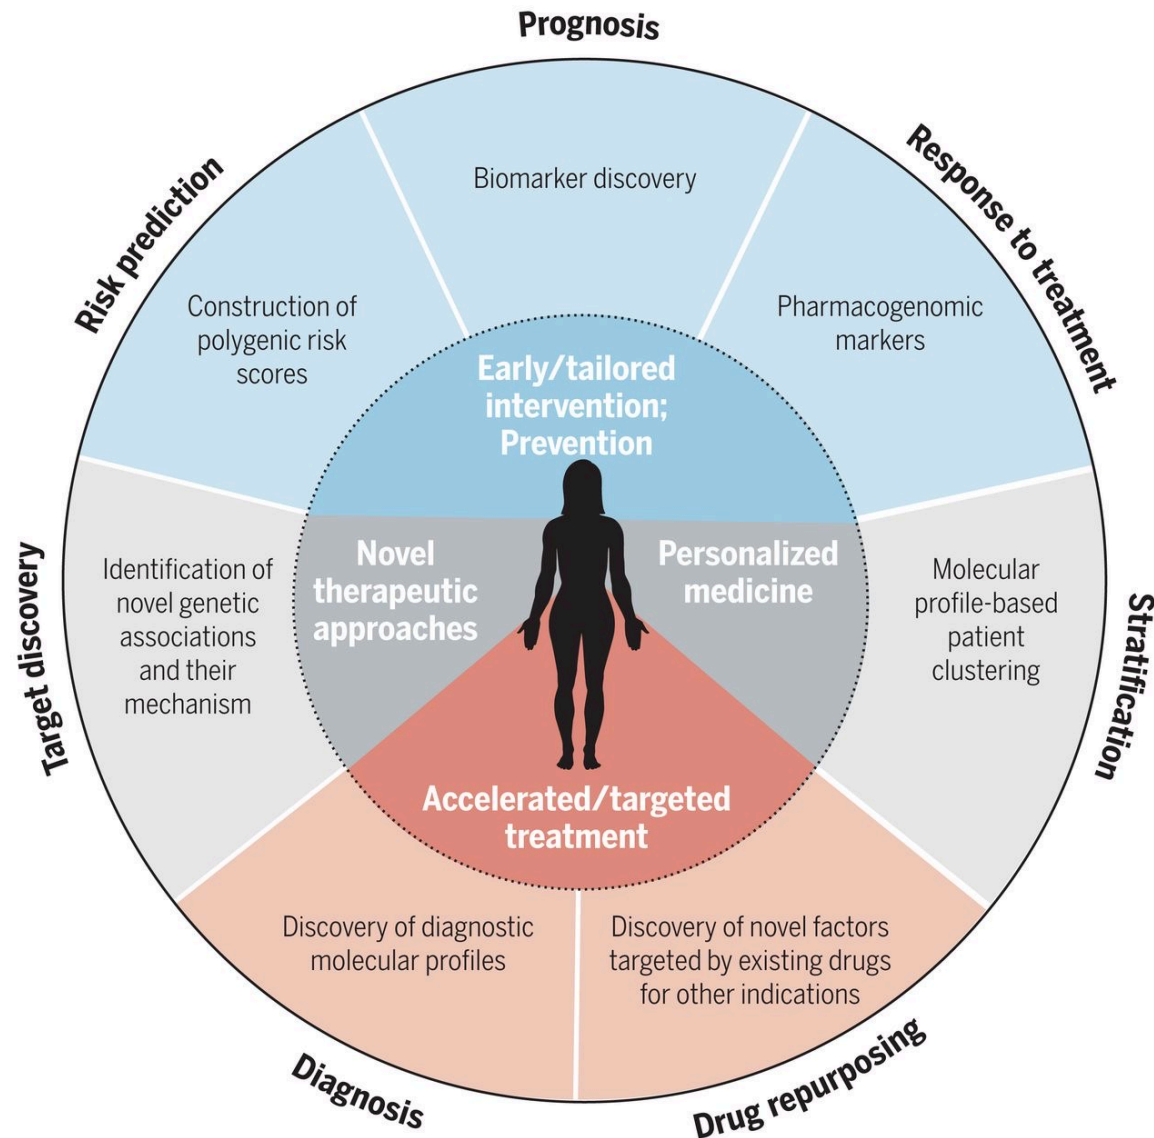 Prognosis
Risk prediction
Response to treatment
Biomarker discovery
Construction of
polygenic risk
scores
Pharmacogenomic
markers
Early/tailored
intervention;
Prevention
Target discovery
Identification of
novel genetic
associations
and their
mechanism
Novel
therapeutic
approaches
Personalized
medicine
Molecular
profile-based
patient
clustering
Stratification
Accelerated/targeted
treatment
Discovery of diagnostic
molecular profiles
Discovery of novel factors
targeted by existing drugs
for other indications
Diagnosis
Drug repurposing